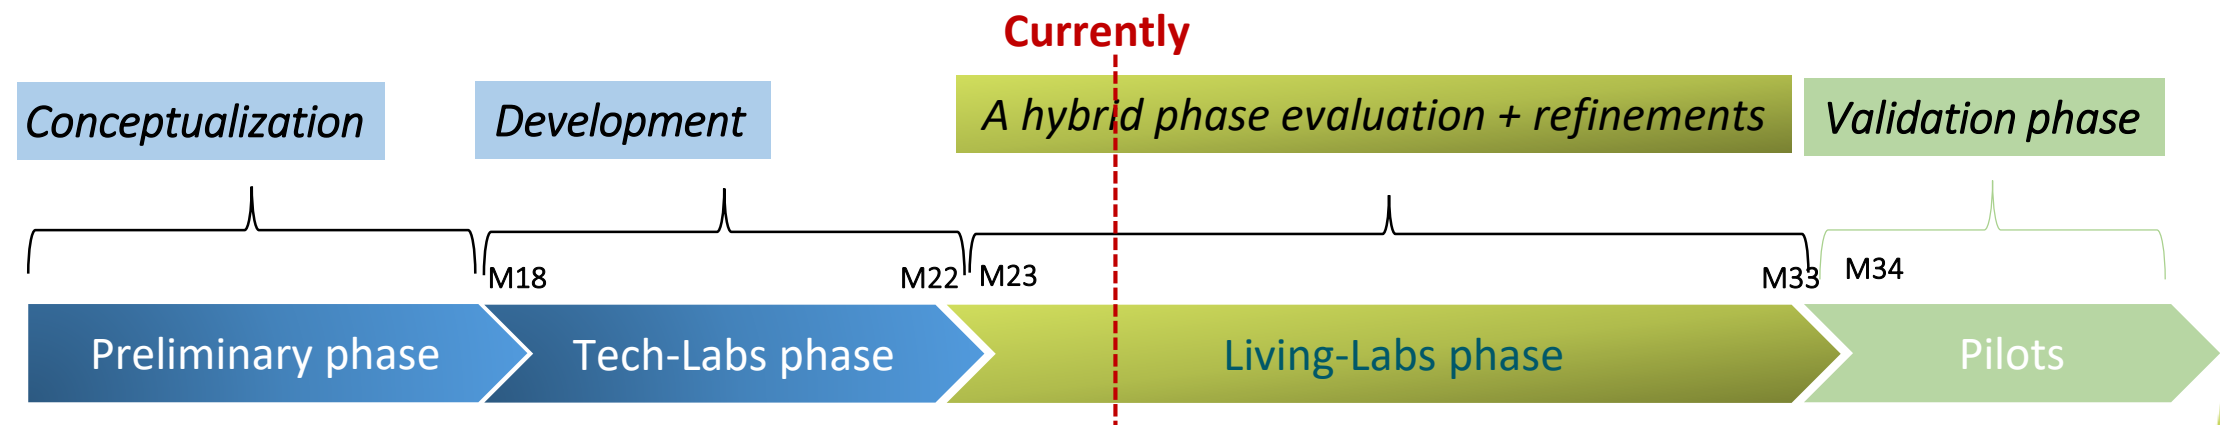 Currently
Conceptualization
Development
A hybrid phase evaluation + refinements
Validation phase
M18
M22
M23
M33
M34
Preliminary phase
Tech-Labs phase
Living-Labs phase
Pilots